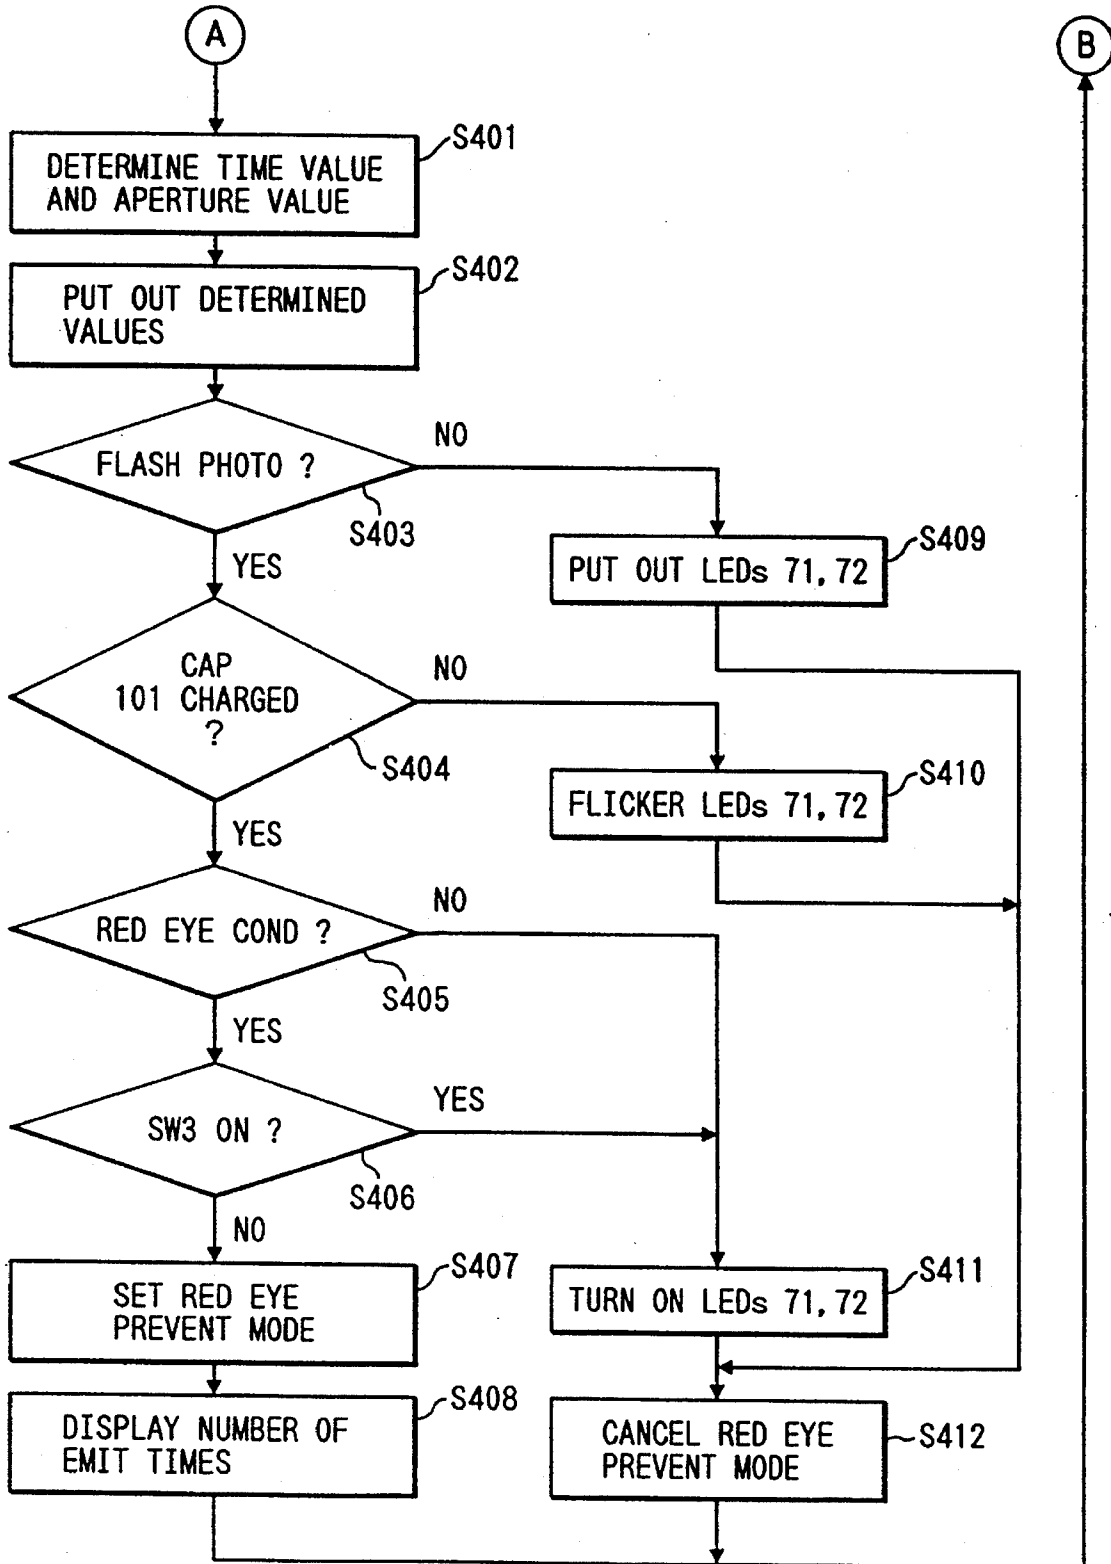 A
B
S401
DETERMINE TIME VALUE
AND APERTURE VALUE
S402
PUT OUT DETERMINED
VALUES
FLASH PHOTO ?
NO
S403
YES
S409
PUT OUT LEDs 71, 72
CAP
101 CHARGED
?
NO
S404
YES
S410
FLICKER LEDs 71, 72
RED EYE COND ?
NO
S405
YES
SW3 ON ?
YES
S406
NO
S407
SET RED EYE
PREVENT MODE
S411
TURN ON LEDs 71, 72
S408
DISPLAY NUMBER OF
EMIT TIMES
CANCEL RED EYE
PREVENT MODE
S412